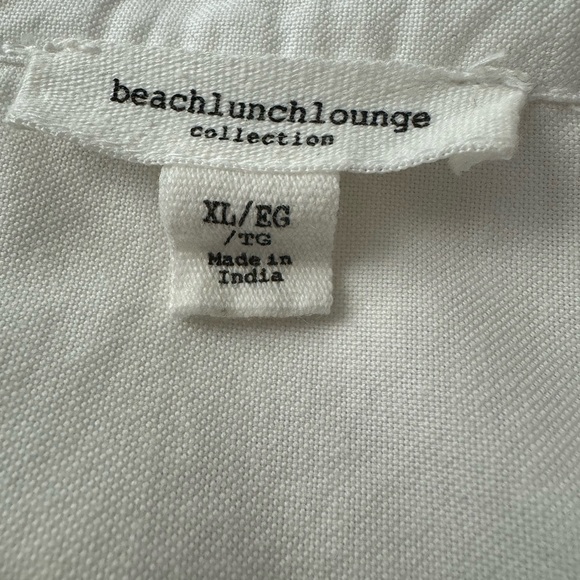 beachlunchlounge
collection
XL/EG
/TG
Made in
India